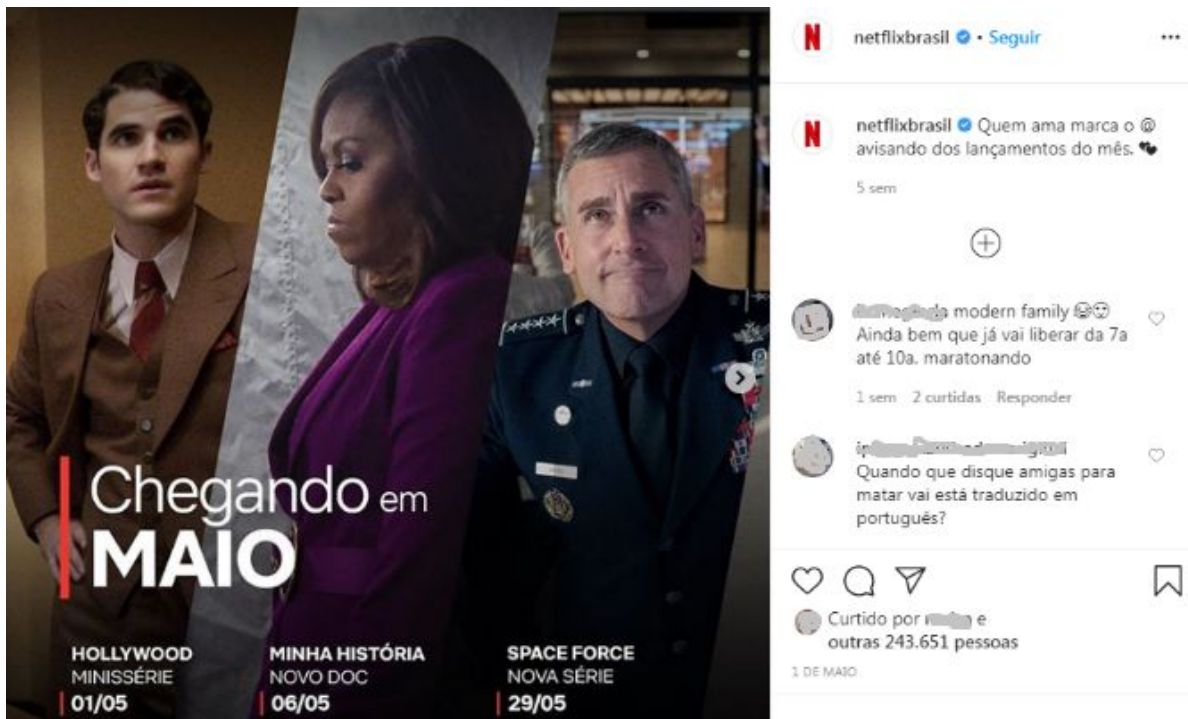 Chegando em
MAIO
HOLLYWOOD
MINISSÉRIE
01/05
MINHA HISTÓRIA
NOVO DOC
06/05
SPACE FORCE
NOVA SÉRIE
29/05
N
netflixbrasil • Seguir
N
netflixbrasil Quem ama marca o @
avisando dos lançamentos do mês.
5 sem
modern family
Ainda bem que já vai liberar da 7a
até 10a. maratonando
1 sem 2 curtidas Responder
Quando que disque amigas para
matar vai está traduzido em
português?
Curtido por e
outras 243.651 pessoas
1 DE MAIO